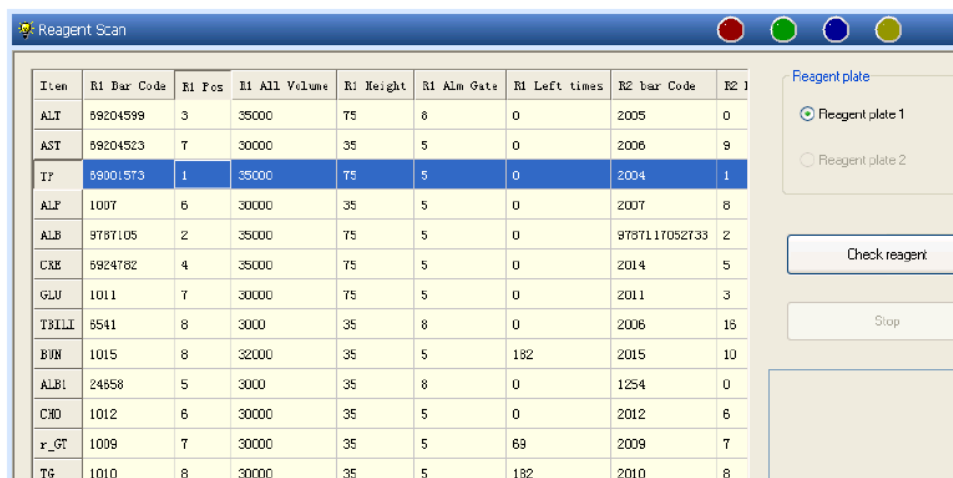 Reagent Scan
Item R1 Bar Code R1 Pos R1 All Volume R1 Height R1 Alm Gate R1 Left times R2 bar Code R2
ALT 69204599 3 35000 75 8 0 2005 0
AST 69204523 7 30000 35 5 0 2006 9
TP 69001573 1 35000 75 5 0 2004 1
ALP 1007 6 30000 35 5 0 2007 8
ALB 9787105 2 35000 75 5 0 9787117052733 2
CRE 6924782 4 35000 75 5 0 2014 5
GLU 1011 7 30000 75 5 0 2011 3
TBILI 6541 8 3000 35 8 0 2006 16
BUN 1015 8 32000 35 5 182 2015 10
ALB1 24658 5 3000 35 8 0 1254 0
CHO 1012 6 30000 35 5 0 2012 6
r_GT 1009 7 30000 35 5 69 2009 7
TG 1010 8 30000 35 5 182 2010 8
Reagent plate
Reagent plate 1
Reagent plate 2
Check reagent
Stop